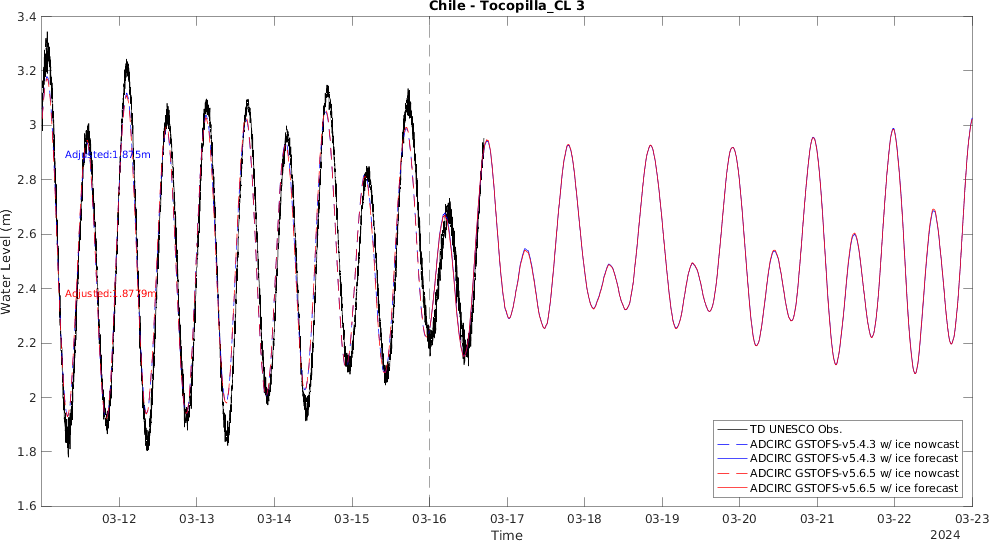 Chile - Tocopilla_CL 3
3.4
3.2
3
2.8
2.6
2.4
2.2
2
1.8
1.6
Water Level (m)
Adjusted:1.875m
Adjusted:1.8779m
TD UNESCO Obs.
ADCIRC GSTOFS-v5.4.3 w/ ice nowcast
ADCIRC GSTOFS-v5.4.3 w/ ice forecast
ADCIRC GSTOFS-v5.6.5 w/ ice nowcast
ADCIRC GSTOFS-v5.6.5 w/ ice forecast
03-12 03-13 03-14 03-15 03-16 03-17 03-18 03-19 03-20 03-21 03-22 03-23
Time
2024